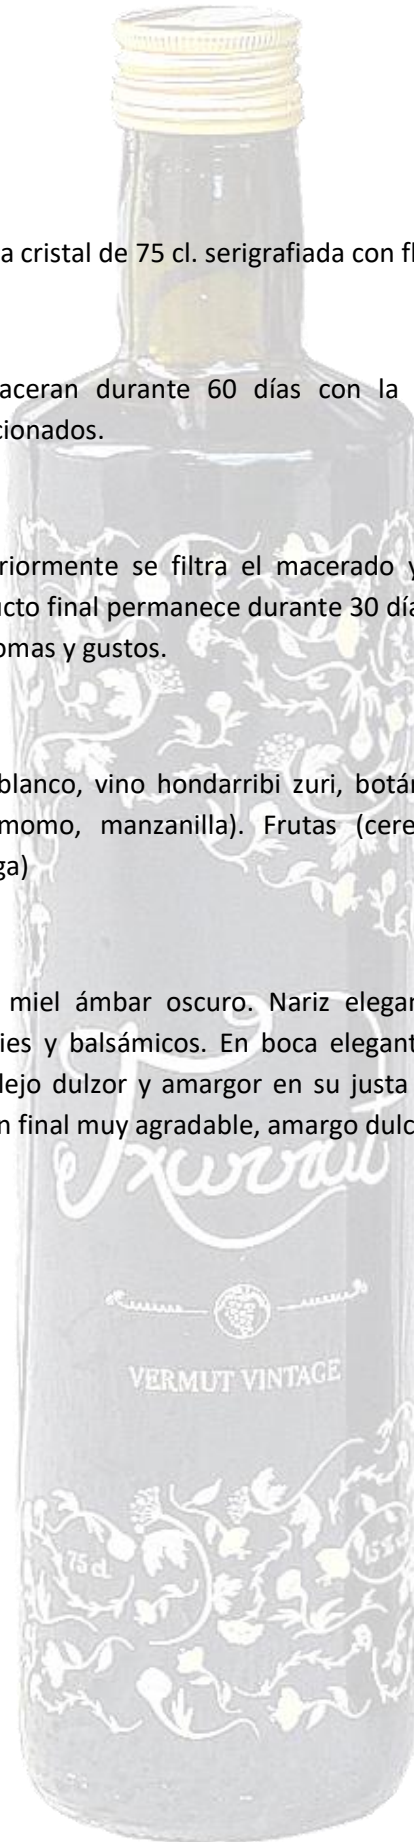 a cristal de 75 cl. serigrafiada con fl
aceran durante 60 días con la
cionados.
riormente se filtra el macerado y
ucto final permanece durante 30 día
omas y gustos.
blanco, vino hondarribi zuri, botán
momo, manzanilla). Frutas (cere
ga)
miel ámbar oscuro. Nariz elegan
ies y balsámicos. En boca elegant
lejo dulzor y amargor en su justa
n final muy agradable, amargo dulc
Txurrut
VERMUT VINTAGE
75 cl.
15%